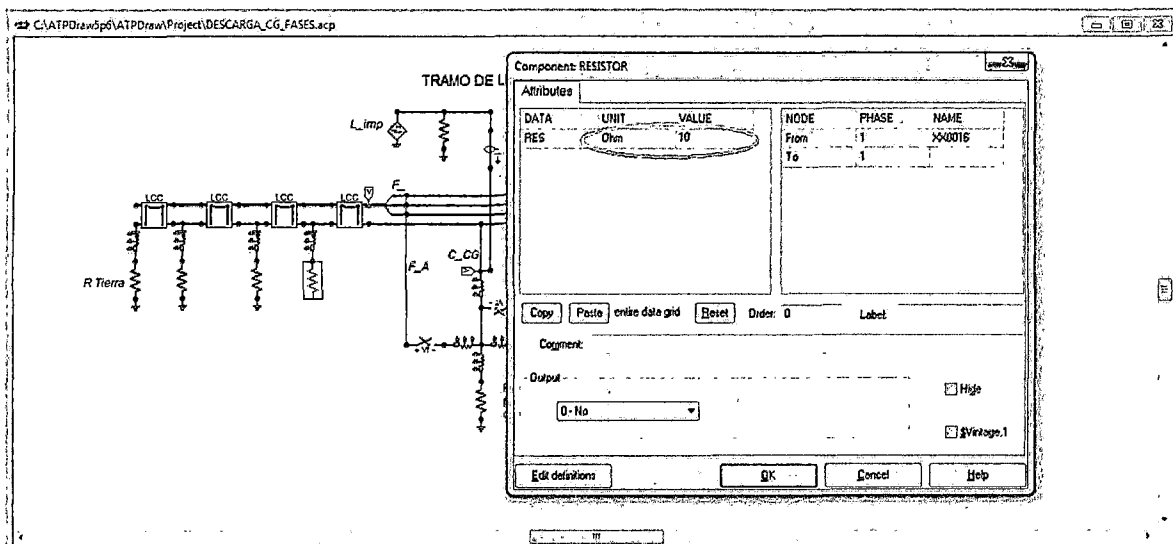 C:\ATPDraw5p6\ATPDraw\Project\DESCARGA_CG_FASES.acp
TRAMO DE L
L_imp
F_
LCC LCC LCC LCC
R Tierra
F_A
C_CG
Component: RESISTOR
Attributes
DATA UNIT VALUE
RES Ohm 10
NODE PHASE NAME
From 1 XX0016
To 1
Copy Paste entire data grid Reset Order: 0 Label:
Comment:
Output
0 - No
Hide
$Vintage,1
Edit definitions OK Cancel Help